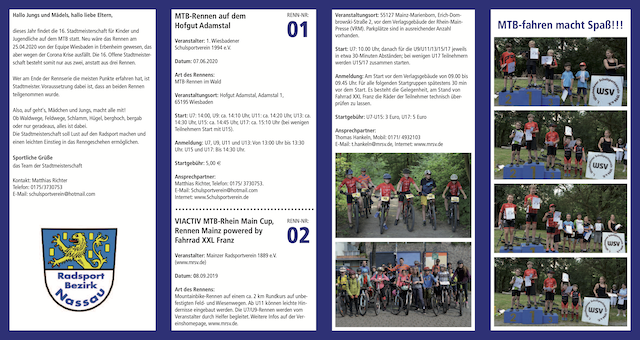 Hallo Jungs und Mädels, hallo liebe Eltern,
dieses Jahr findet die 16. Stadtmeisterschaft für Kinder und
Jugendliche auf dem MTB statt. Neu wäre das Rennen am
25.04.2020 von der Equipe Wiesbaden in Erbenheim gewesen, das
aber wegen der Corona Krise ausfällt. Die 16. Offene Stadtmeister-
schaft besteht somit nur aus zwei, anstatt aus drei Rennen.
Wer am Ende der Rennserie die meisten Punkte erfahren hat, ist
Stadtmeister. Voraussetzung dabei ist, dass an beiden Rennen
teilgenommen wurde.
Also, auf geht's, Mädchen und Jungs, macht alle mit!
Ob Waldwege, Feldwege, Schlamm, Hügel, berghoch, bergab
oder nur geradeaus, alles ist dabei.
Die Stadtmeisterschaft soll Lust auf den Radsport machen und
einen leichten Einstieg in das Renngeschehen ermöglichen.
Sportliche Grüße
das Team der Stadtmeisterschaft
Kontakt: Matthias Richter
Telefon: 0175/3730753
E-Mail: Schulsportverein@hotmail.com
Radsport
Bezirk
Nassau
MTB-Rennen auf dem
Hofgut Adamstal
RENN-NR:
01
Veranstalter: 1. Wiesbadener
Schulsportverein 1994 e.V.
Datum: 07.06.2020
Art des Rennens:
MTB-Rennen im Wald
Veranstaltungsort: Hofgut Adamstal, Adamstal 1,
65195 Wiesbaden
Start: U7: 14:00, U9: ca: 14:10 Uhr, U11: ca: 14:20 Uhr, U13: ca:
14:30 Uhr, U15: ca: 14:45 Uhr, U17: ca: 15:10 Uhr (bei wenigen
Teilnehmern Start mit U15).
Anmeldung: U7, U9, U11 und U13: Von 13:00 Uhr bis 13:30
Uhr. U15 und U17: Bis 14:30 Uhr.
Startgebühr: 5,00 €
Ansprechpartner:
Matthias Richter, Telefon: 0175/ 3730753.
E-Mail: Schulsportverein@hotmail.com
Internet: www.Schulsportverein.de
VIACTIV MTB-Rhein Main Cup,
Rennen Mainz powered by
Fahrrad XXL Franz
RENN-NR:
02
Veranstalter: Mainzer Radsportverein 1889 e.V.
(www.mrsv.de)
Datum: 08.09.2019
Art des Rennens:
Mountainbike-Rennen auf einem ca. 2 km Rundkurs auf unbe-
festigten Feld- und Wiesenwegen. Ab U11 können leichte Hin-
dernisse eingebaut werden. Die U7/U9-Rennen werden vom
Veranstalter durch Helfer begleitet. Weitere Infos auf der Ver-
einshomepage, www.mrsv.de.
Veranstaltungsort: 55127 Mainz-Marienborn, Erich-Dom-
browski-Straße 2, vor dem Verlagsgebäude der Rhein Main-
Presse (VRM). Parkplätze sind in ausreichender Anzahl
vorhanden.
Start: U7: 10.00 Uhr, danach für die U9/U11/U13/15/17 jeweils
in etwa 30-minuten Abständen; bei wenigen U17 Teilnehmern
werden U15/17 zusammen starten.
Anmeldung: Am Start vor dem Verlagsgebäude von 09.00 bis
09.45 Uhr. Für alle folgenden Startgruppen spätestens 30 min
vor dem Start. Es besteht die Gelegenheit, am Stand von
Fahrrad XXL Franz die Räder der Teilnehmer technisch über-
prüfen zu lassen.
Startgebühr: U7-U15: 3 Euro, U17: 5 Euro
Ansprechpartner:
Thomas Hankeln, Mobil: 0171/ 4932103
E-Mail: t.hankeln@mrsv.de, Internet: www.mrsv.de
MTB-fahren macht Spaß!!!
WSV
WSV
WSV
WSV